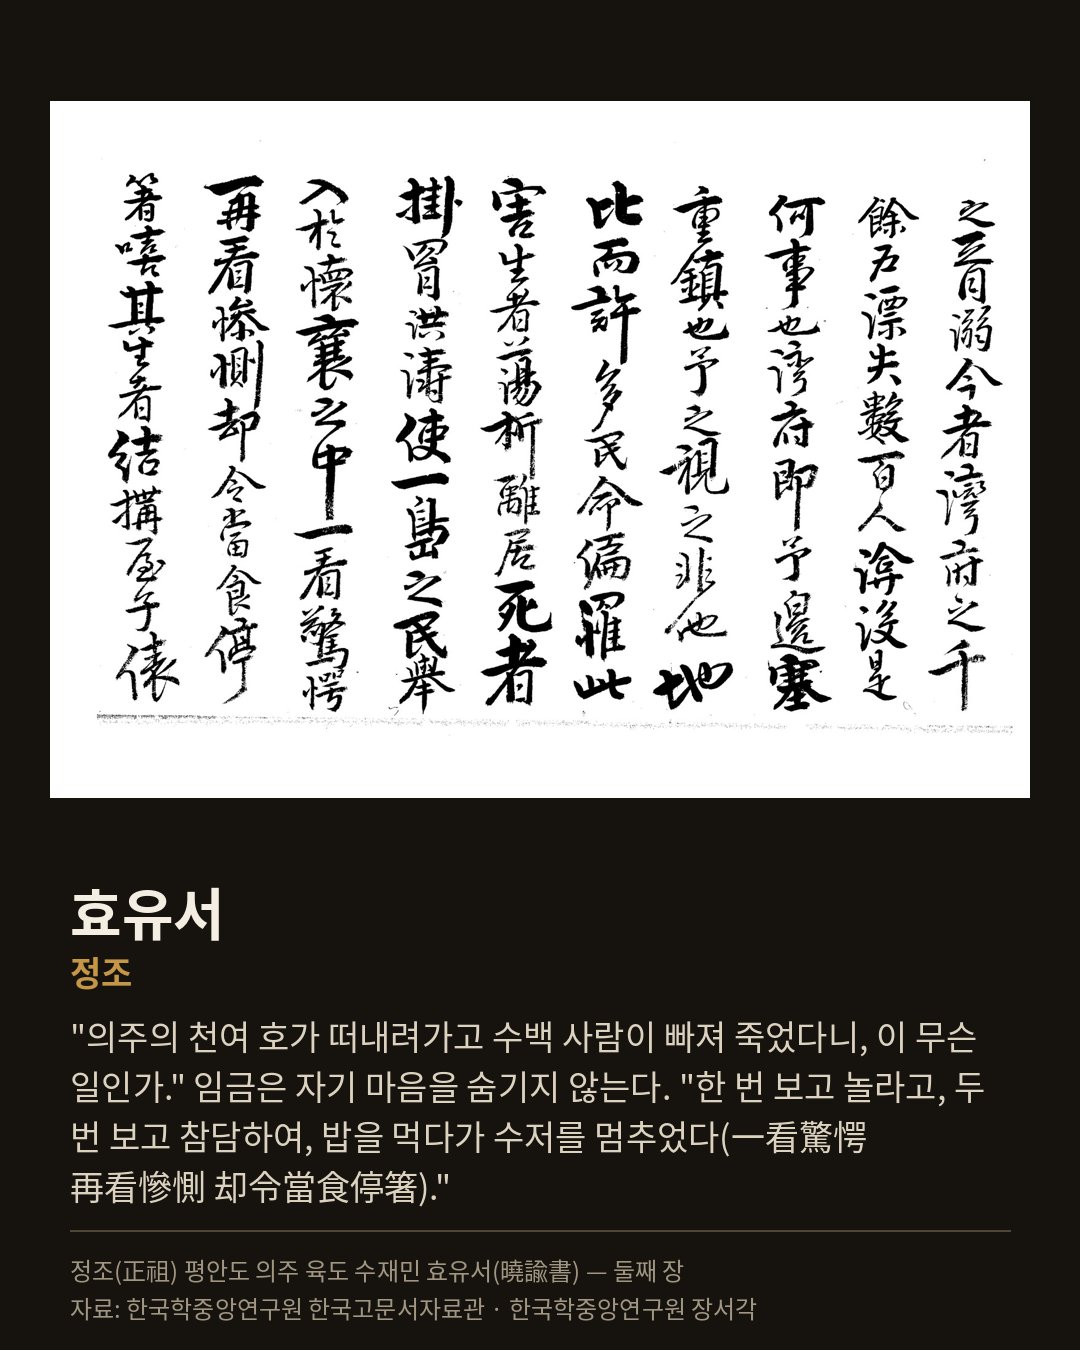 之胥溺今者灣府之千
餘戶漂失數百人渰沒是
何事也灣府即予邊塞
重鎮也予之視之非他地
比而許多民命偏罹此
害生者蕩析離居死者
掛罥洪濤使一島之民擧
入於懷襄之中一看驚愕
再看慘惻却令當食停
箸嘻其生者結搆屋子俵
효유서
정조
"의주의 천여 호가 떠내려가고 수백 사람이 빠져 죽었다니, 이 무슨
일인가." 임금은 자기 마음을 숨기지 않는다. "한 번 보고 놀라고, 두
번 보고 참담하여, 밥을 먹다가 수저를 멈추었다(一看驚愕
再看慘惻 却令當食停箸)."
정조(正祖) 평안도 의주 육도 수재민 효유서(曉諭書) — 둘째 장
자료: 한국학중앙연구원 한국고문서자료관 · 한국학중앙연구원 장서각